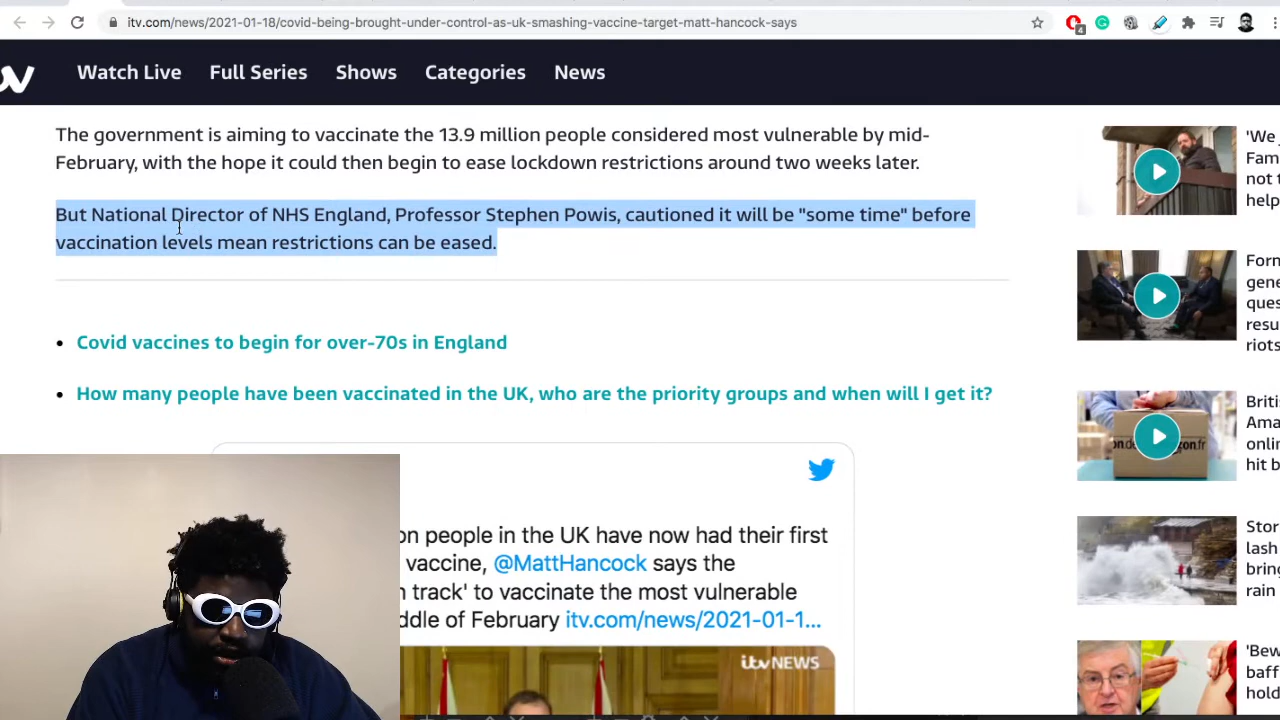 itv.com/news/2021-01-18/covid-being-brought-under-control-as-uk-smashing-vaccine-target-matt-hancock-says
4
Watch Live
Full Series
Shows
Categories
News
The government is aiming to vaccinate the 13.9 million people considered most vulnerable by mid-
February, with the hope it could then begin to ease lockdown restrictions around two weeks later.
But National Director of NHS England, Professor Stephen Powis, cautioned it will be "some time" before
vaccination levels mean restrictions can be eased.
• Covid vaccines to begin for over-70s in England
• How many people have been vaccinated in the UK, who are the priority groups and when will I get it?
on people in the UK have now had their first
vaccine, @MattHancock says the
n track' to vaccinate the most vulnerable
ddle of February itv.com/news/2021-01-1...
itv NEWS
'We
Fam
not t
help
Form
gene
ques
resu
riots
on.fr
Britis
Ama
onlin
hit b
Stor
lash
bring
rain
'Bew
baff
hold